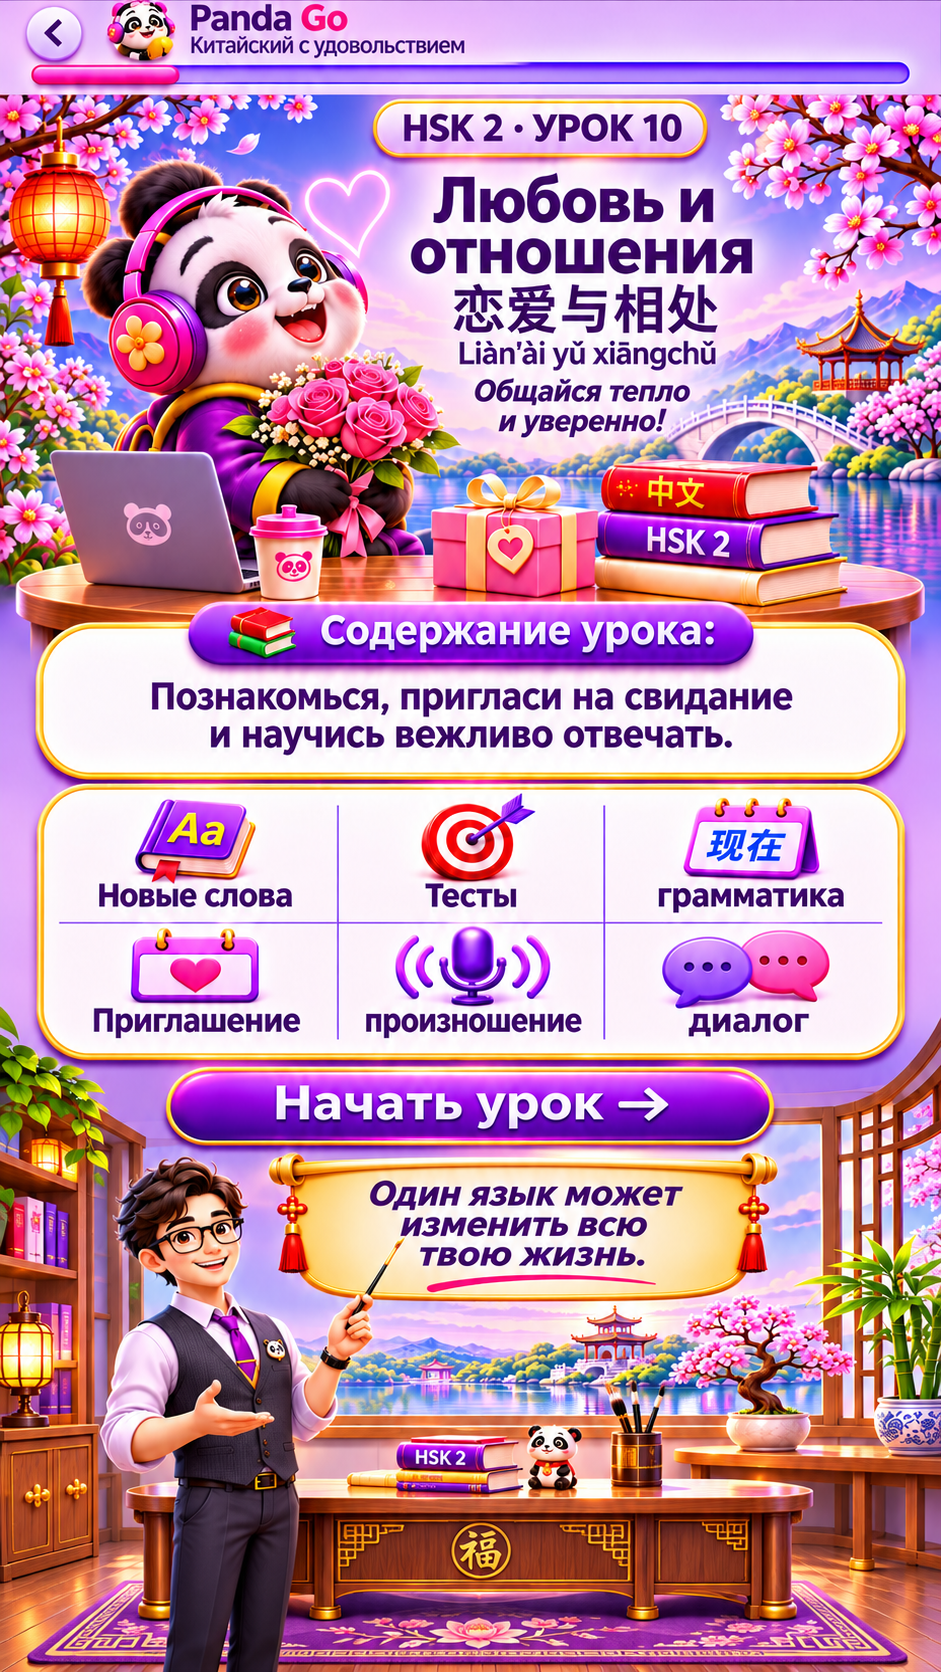 Panda Go
Китайский с удовольствием
HSK 2 · УРОК 10
Любовь и
отношения
恋爱与相处
Liàn'ài yǔ xiāngchǔ
Общайся тепло
и уверенно!
中文
HSK 2
Содержание урока:
Познакомься, пригласи на свидание
и научись вежливо отвечать.
Aa
现在
Новые слова
Тесты
грамматика
Приглашение
произношение
диалог
Начать урок →
Один язык может
изменить всю
твою жизнь.
HSK 2
福